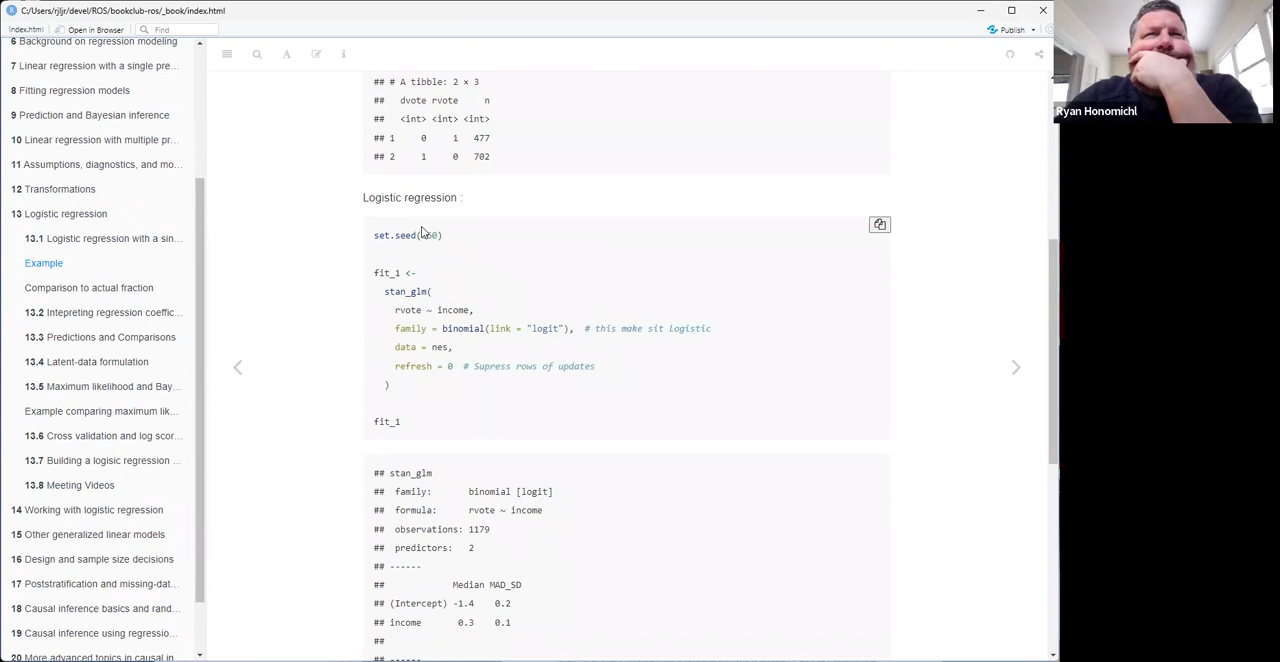 C:/Users/rjljr/devel/ROS/bookclub-ros/_book/index.html
index.html
Open in Browser
Find
Publish
6 Background on regression modeling
7 Linear regression with a single pre...
8 Fitting regression models
9 Prediction and Bayesian inference
10 Linear regression with multiple pr...
11 Assumptions, diagnostics, and mo...
12 Transformations
13 Logistic regression
13.1 Logistic regression with a sin...
Example
Comparison to actual fraction
13.2 Intepreting regression coeffic...
13.3 Predictions and Comparisons
13.4 Latent-data formulation
13.5 Maximum likelihood and Bay...
Example comparing maximum lik...
13.6 Cross validation and log scor...
13.7 Building a logisic regression ...
13.8 Meeting Videos
14 Working with logistic regression
15 Other generalized linear models
16 Design and sample size decisions
17 Poststratification and missing-dat...
18 Causal inference basics and rand...
19 Causal inference using regressio...
20 More advanced topics in causal in
## # A tibble: 2 × 3
## dvote rvote n
## <int> <int> <int>
## 1 0 1 477
## 2 1 0 702
Logistic regression :
set.seed(
fit_1 <-
stan_glm(
rvote ~ income,
family = binomial(link = "logit"), # this make sit logistic
data = nes,
refresh = 0 # Supress rows of updates
)
fit_1
## stan_glm
## family: binomial [logit]
## formula: rvote ~ income
## observations: 1179
## predictors: 2
## ------
## Median MAD_SD
## (Intercept) -1.4 0.2
## income 0.3 0.1
##
## ------
Ryan Honomichl